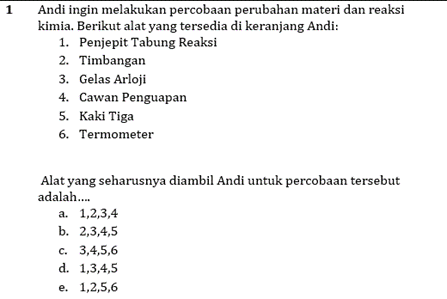 1 Andi ingin melakukan percobaan perubahan materi dan reaksi
kimia. Berikut alat yang tersedia di keranjang Andi:
1. Penjepit Tabung Reaksi
2. Timbangan
3. Gelas Arloji
4. Cawan Penguapan
5. Kaki Tiga
6. Termometer
Alat yang seharusnya diambil Andi untuk percobaan tersebut
adalah....
a. 1,2,3,4
b. 2,3,4,5
c. 3,4,5,6
d. 1,3,4,5
e. 1,2,5,6